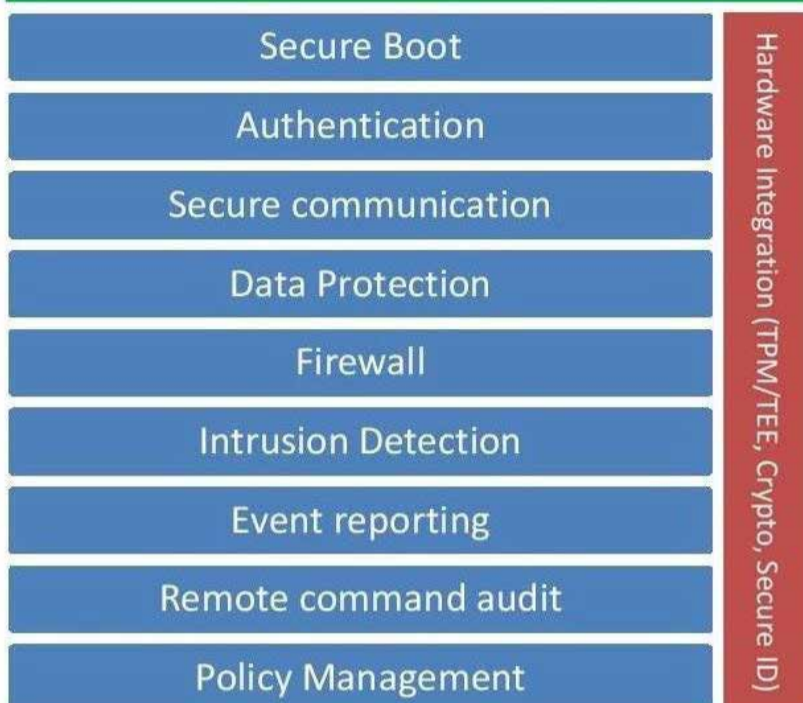 Secure Boot
Authentication
Secure communication
Data Protection
Firewall
Intrusion Detection
Event reporting
Remote command audit
Policy Management
Hardware Integration (TPM/TEE, Crypto, Secure ID)